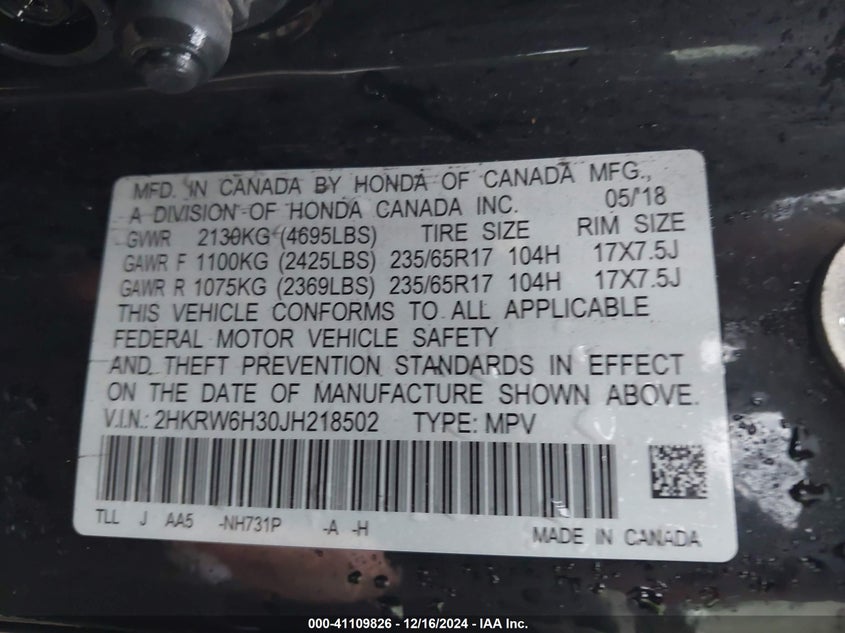 MFD. IN CANADA BY HONDA OF CANADA MFG.,
A DIVISION OF HONDA CANADA INC. 05/18
GVWR 2130KG (4695LBS) TIRE SIZE RIM SIZE
GAWR F 1100KG (2425LBS) 235/65R17 104H 17X7.5J
GAWR R 1075KG (2369LBS) 235/65R17 104H 17X7.5J
THIS VEHICLE CONFORMS TO ALL APPLICABLE
FEDERAL MOTOR VEHICLE SAFETY
AND THEFT PREVENTION STANDARDS IN EFFECT
ON THE DATE OF MANUFACTURE SHOWN ABOVE.
V.I.N.: 2HKRW6H30JH218502 TYPE: MPV
TLL J AA5 -NH731P -A -H MADE IN CANADA
000-41109826 - 12/16/2024 - IAA Inc.